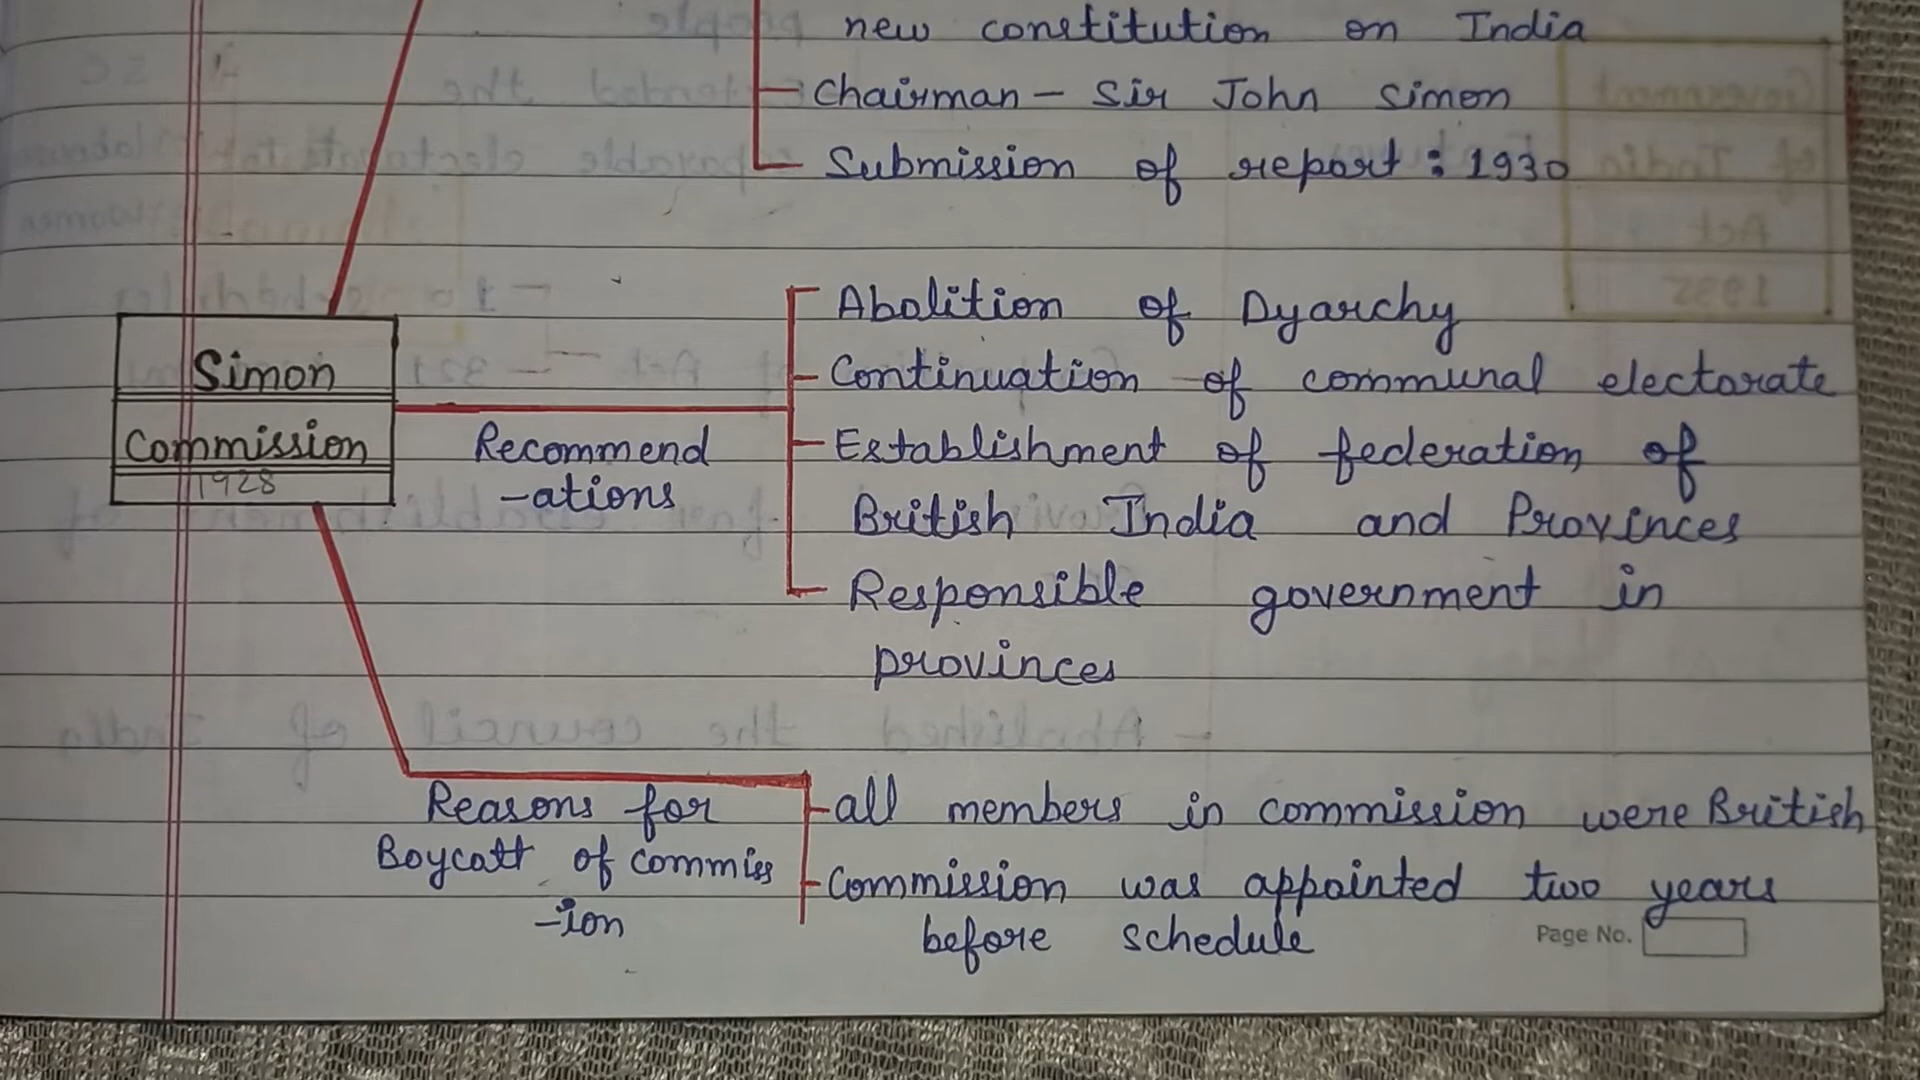 new constitution on India
Chairman - Sir John Simon
Submission of report : 1930
Simon
Commission
1928
Recommend
-ations
Abolition of Dyarchy
Continuation of communal electorate
Establishment of federation of
British India and Provinces
Responsible government in
provinces
Reasons for
Boycott of commiss
-ion
all members in commission were British
Commission was appointed two years
before schedule
Page No.